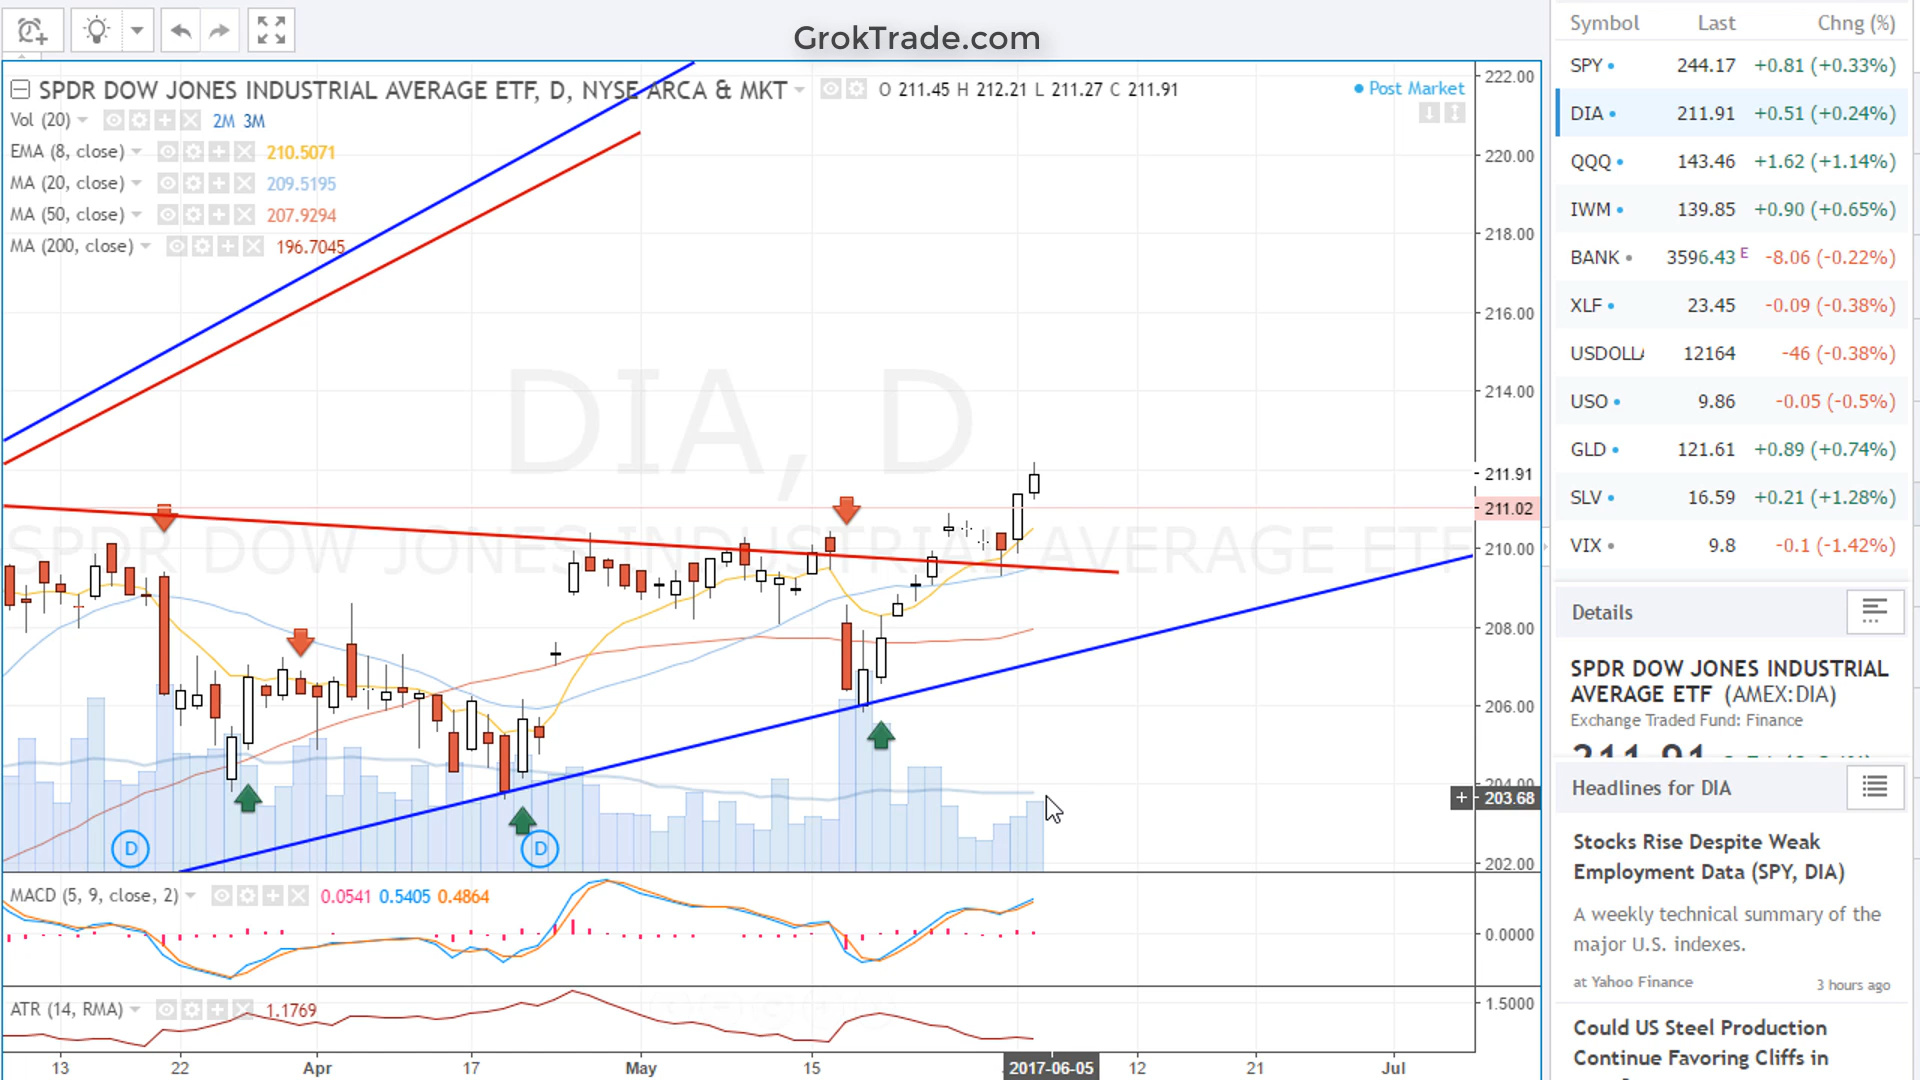 GrokTrade.com
SPDR DOW JONES INDUSTRIAL AVERAGE ETF, D, NYSE ARCA & MKT O 211.45 H 212.21 L 211.27 C 211.91
Post Market
Vol (20) 2M 3M
EMA (8, close) 210.5071
MA (20, close) 209.5195
MA (50, close) 207.9294
MA (200, close) 196.7045
DIA, D
SPDR DOW JONES INDUSTRIAL AVERAGE ETF
222.00
220.00
218.00
216.00
214.00
211.91
211.02
210.00
208.00
206.00
204.00
203.68
202.00
D
D
MACD (5, 9, close, 2) 0.0541 0.5405 0.4864
0.0000
ATR (14, RMA) 1.1769
1.5000
13 22 Apr 17 May 15 2017-06-05 12 21 Jul
Symbol Last Chng (%)
SPY 244.17 +0.81 (+0.33%)
DIA 211.91 +0.51 (+0.24%)
QQQ 143.46 +1.62 (+1.14%)
IWM 139.85 +0.90 (+0.65%)
BANK 3596.43 E -8.06 (-0.22%)
XLF 23.45 -0.09 (-0.38%)
USDOLLA 12164 -46 (-0.38%)
USO 9.86 -0.05 (-0.5%)
GLD 121.61 +0.89 (+0.74%)
SLV 16.59 +0.21 (+1.28%)
VIX 9.8 -0.1 (-1.42%)
Details
SPDR DOW JONES INDUSTRIAL
AVERAGE ETF (AMEX:DIA)
Exchange Traded Fund: Finance
211.91
Headlines for DIA
Stocks Rise Despite Weak
Employment Data (SPY, DIA)
A weekly technical summary of the
major U.S. indexes.
at Yahoo Finance 3 hours ago
Could US Steel Production
Continue Favoring Cliffs in